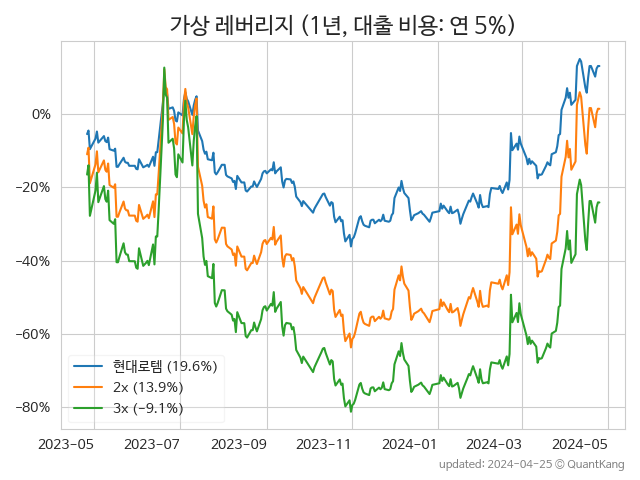 가상 레버리지 (1년, 대출 비용: 연 5%)
0%
−20%
−40%
−60%
−80%
현대로템 (19.6%)
2x (13.9%)
3x (−9.1%)
2023-05 2023-07 2023-09 2023-11 2024-01 2024-03 2024-05
updated: 2024-04-25 © QuantKang